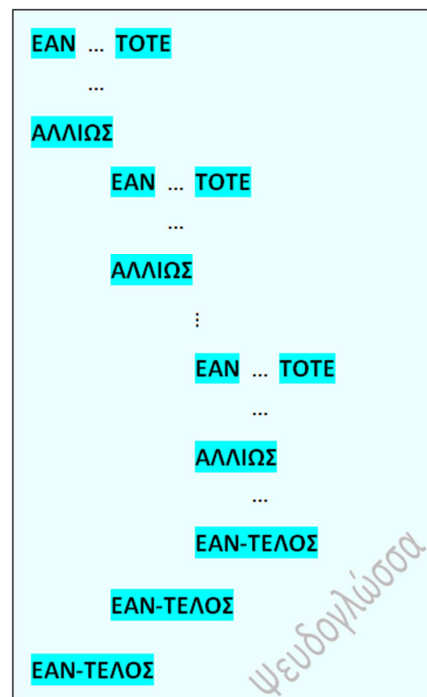 ΕΑΝ ... ΤΟΤΕ
...
ΑΛΛΙΩΣ
ΕΑΝ ... ΤΟΤΕ
...
ΑΛΛΙΩΣ
⋮
ΕΑΝ ... ΤΟΤΕ
...
ΑΛΛΙΩΣ
...
ΕΑΝ-ΤΕΛΟΣ
ΕΑΝ-ΤΕΛΟΣ
ΕΑΝ-ΤΕΛΟΣ
Ψευδογλώσσα